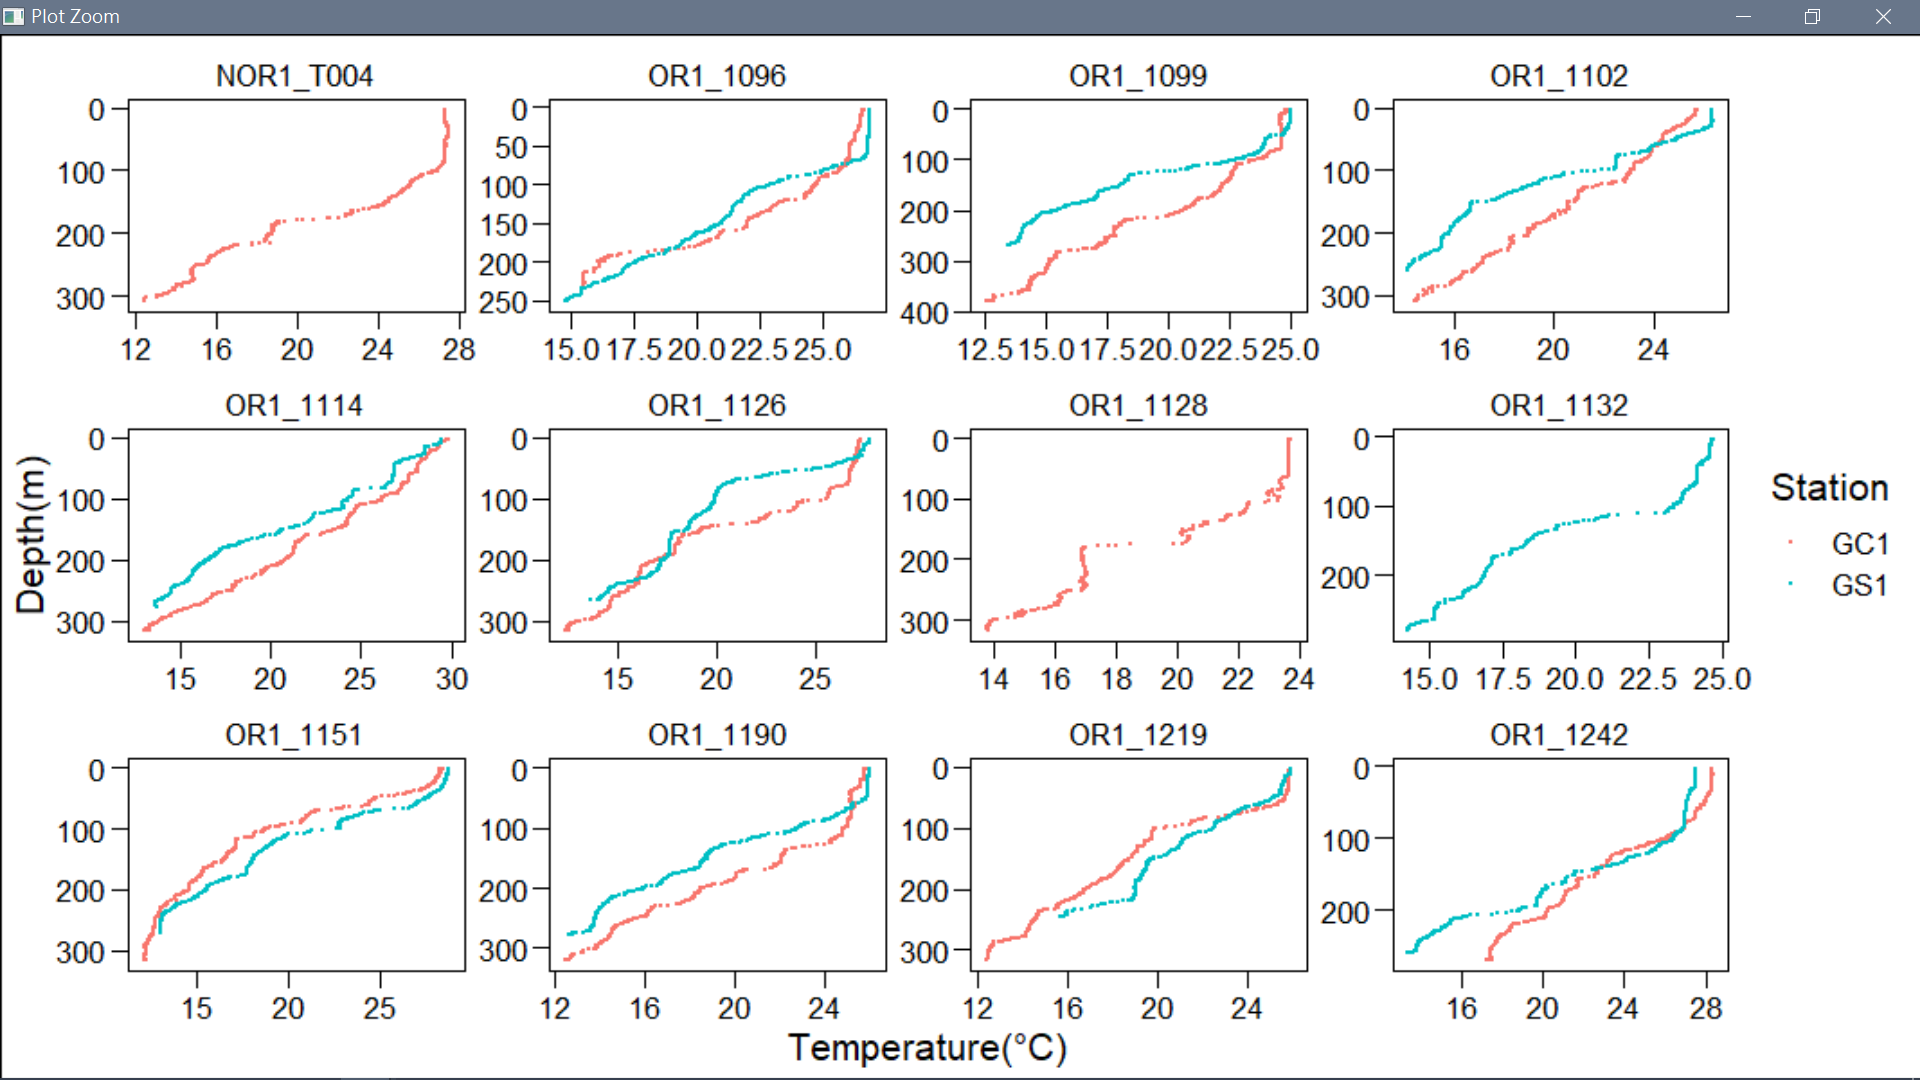 Plot Zoom
NOR1_T004
OR1_1096
OR1_1099
OR1_1102
0
100
200
300
12 16 20 24 28
0
50
100
150
200
250
15.0 17.5 20.0 22.5 25.0
0
100
200
300
400
12.5 15.0 17.5 20.0 22.5 25.0
0
100
200
300
16 20 24
OR1_1114
OR1_1126
OR1_1128
OR1_1132
0
100
200
300
15 20 25 30
0
100
200
300
15 20 25
0
100
200
300
14 16 18 20 22 24
0
100
200
15.0 17.5 20.0 22.5 25.0
OR1_1151
OR1_1190
OR1_1219
OR1_1242
0
100
200
300
15 20 25
0
100
200
300
12 16 20 24
0
100
200
300
12 16 20 24
0
100
200
16 20 24 28
Depth(m)
Temperature(°C)
Station
GC1
GS1